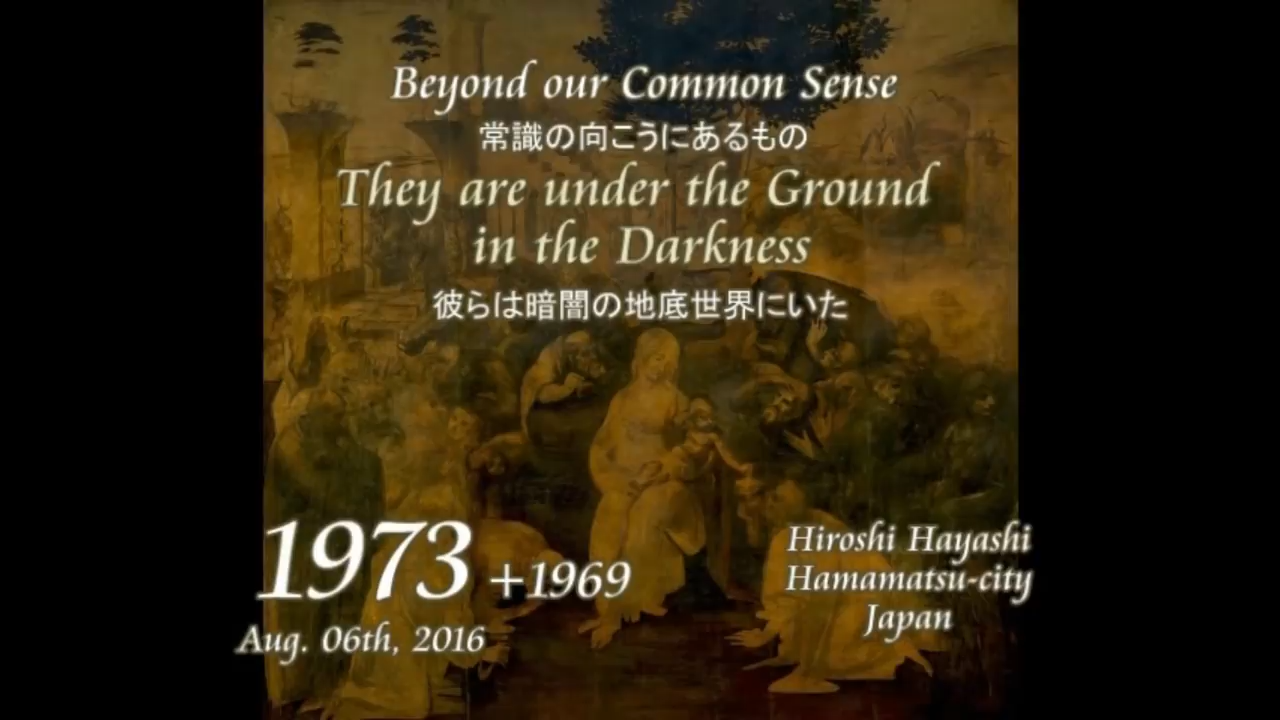 Beyond our Common Sense
常識の向こうにあるもの
They are under the Ground
in the Darkness
彼らは暗闇の地底世界にいた
1973 +1969
Aug. 06th, 2016
Hiroshi Hayashi
Hamamatsu-city
Japan